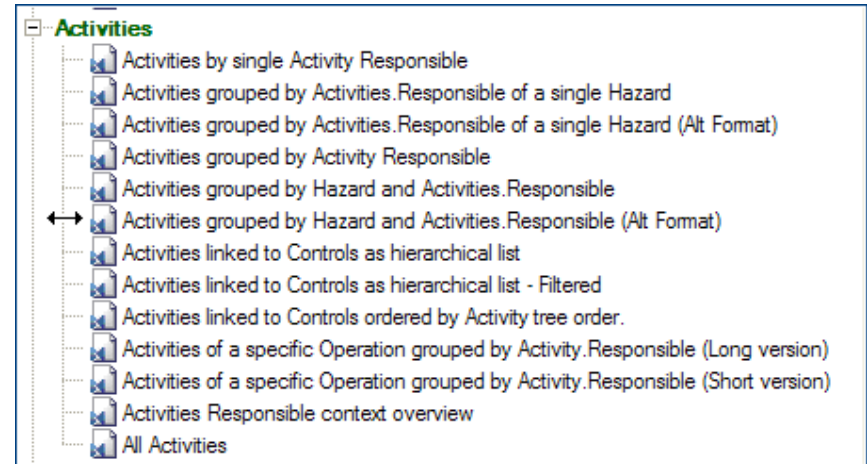 Activities
Activities by single Activity Responsible
Activities grouped by Activities.Responsible of a single Hazard
Activities grouped by Activities.Responsible of a single Hazard (Alt Format)
Activities grouped by Activity Responsible
Activities grouped by Hazard and Activities.Responsible
Activities grouped by Hazard and Activities.Responsible (Alt Format)
Activities linked to Controls as hierarchical list
Activities linked to Controls as hierarchical list - Filtered
Activities linked to Controls ordered by Activity tree order.
Activities of a specific Operation grouped by Activity.Responsible (Long version)
Activities of a specific Operation grouped by Activity.Responsible (Short version)
Activities Responsible context overview
All Activities